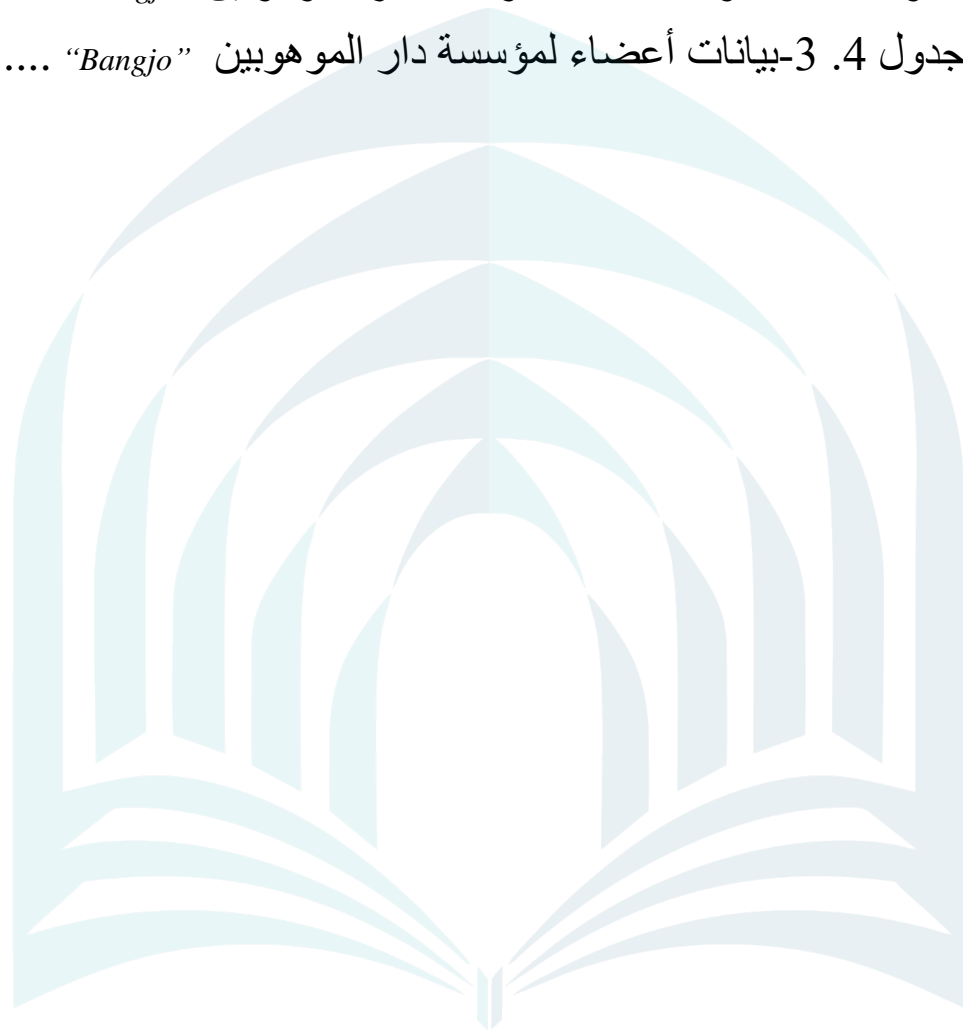 جدول 4. 3-بيانات أعضاء لمؤسسة دار الموهوبين “Bangjo” ....